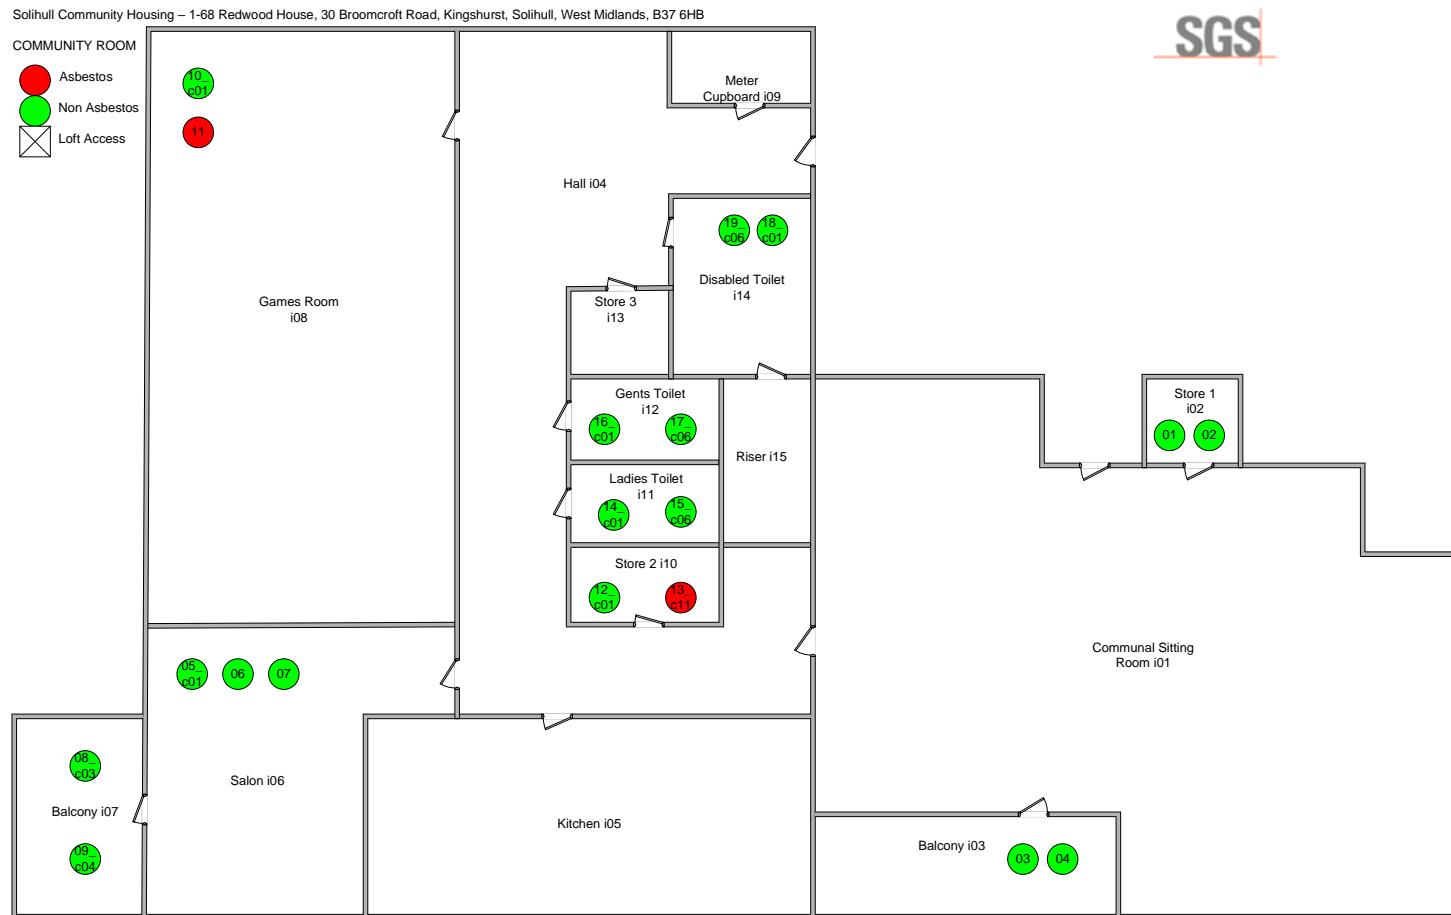 Solihull Community Housing – 1-68 Redwood House, 30 Broomcroft Road, Kingshurst, Solihull, West Midlands, B37 6HB
SGS
COMMUNITY ROOM
Asbestos
Non Asbestos
Loft Access
10_
c01
11
Meter
Cupboard i09
Hall i04
19_
c06
18_
c01
Disabled Toilet
i14
Games Room
i08
Store 3
i13
Gents Toilet
i12
16_
c01
17_
c06
Store 1
i02
01
02
Riser i15
Ladies Toilet
i11
14_
c01
15_
c06
Store 2 i10
12_
c01
13_
c11
Communal Sitting
Room i01
05_
c01
06
07
08_
c03
Salon i06
Balcony i07
09_
c04
Kitchen i05
Balcony i03
03
04